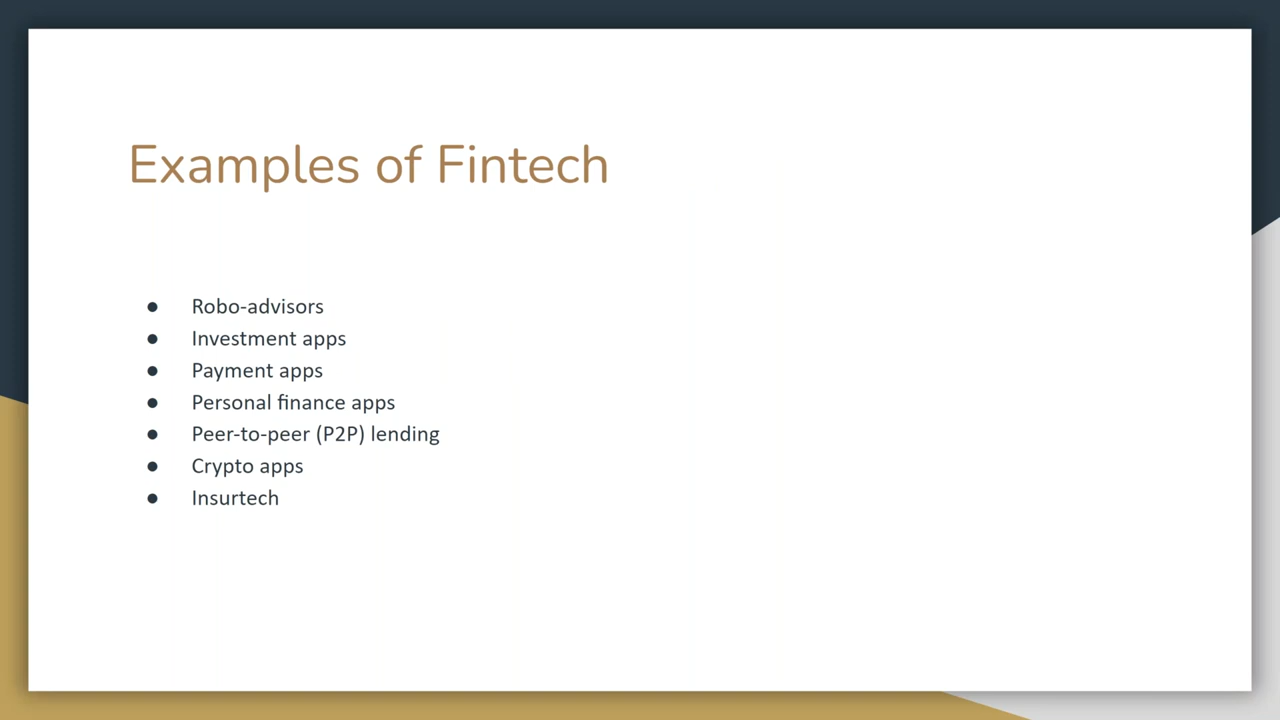 Examples of Fintech
● Robo-advisors
● Investment apps
● Payment apps
● Personal finance apps
● Peer-to-peer (P2P) lending
● Crypto apps
● Insurtech